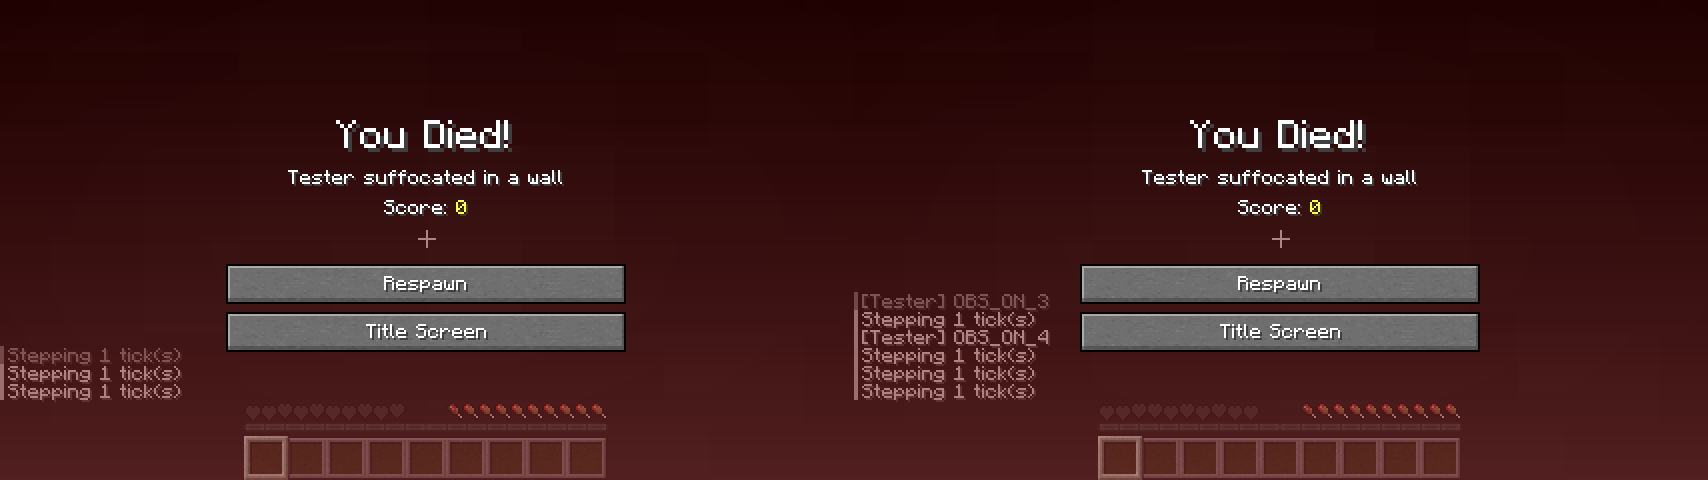 You Died!
Tester suffocated in a wall
Score: 0
Respawn
Title Screen
Stepping 1 tick(s)
Stepping 1 tick(s)
Stepping 1 tick(s)
You Died!
Tester suffocated in a wall
Score: 0
Respawn
Title Screen
[Tester] OBS_ON_3
Stepping 1 tick(s)
[Tester] OBS_ON_4
Stepping 1 tick(s)
Stepping 1 tick(s)
Stepping 1 tick(s)